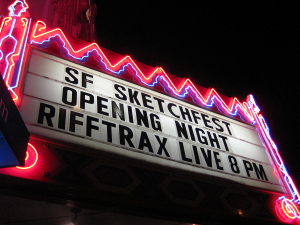 SF SKETCHFEST
OPENING NIGHT
RIFFTRAX LIVE 8 PM